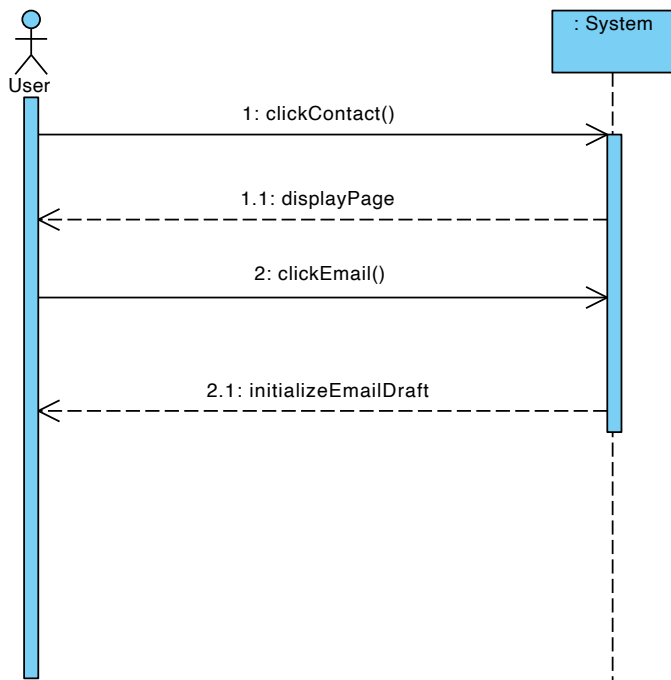 : System
User
1: clickContact()
1.1: displayPage
2: clickEmail()
2.1: initializeEmailDraft